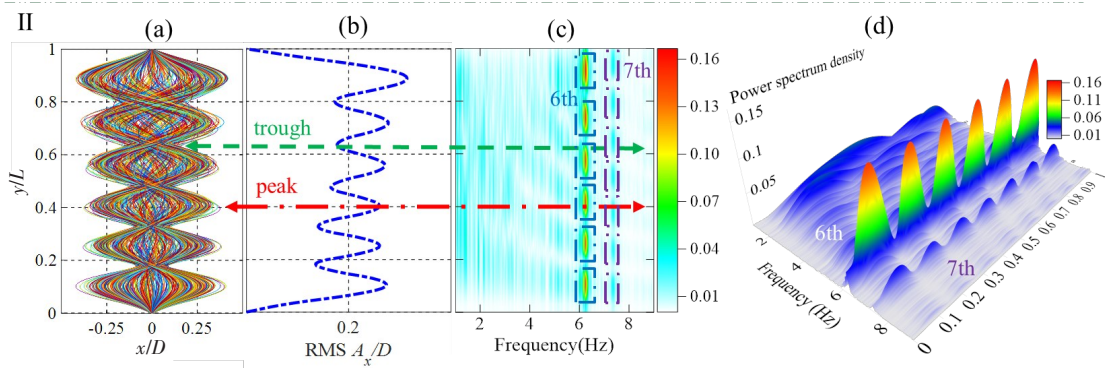 II
(a)
(b)
(c)
(d)
1
0.8
0.6
0.4
0.2
0
y/L
-0.25
0
0.25
x/D
trough
peak
0.2
RMS Aₓ/D
6th
7th
2
4
6
8
Frequency(Hz)
0.16
0.13
0.10
0.07
0.04
0.01
Power spectrum density
0.15
0.1
0.05
0.16
0.11
0.06
0.01
6th
7th
2
4
6
8
Frequency (Hz)
0
0.1
0.2
0.3
0.4
0.5
0.6
0.7
0.8
0.9
1